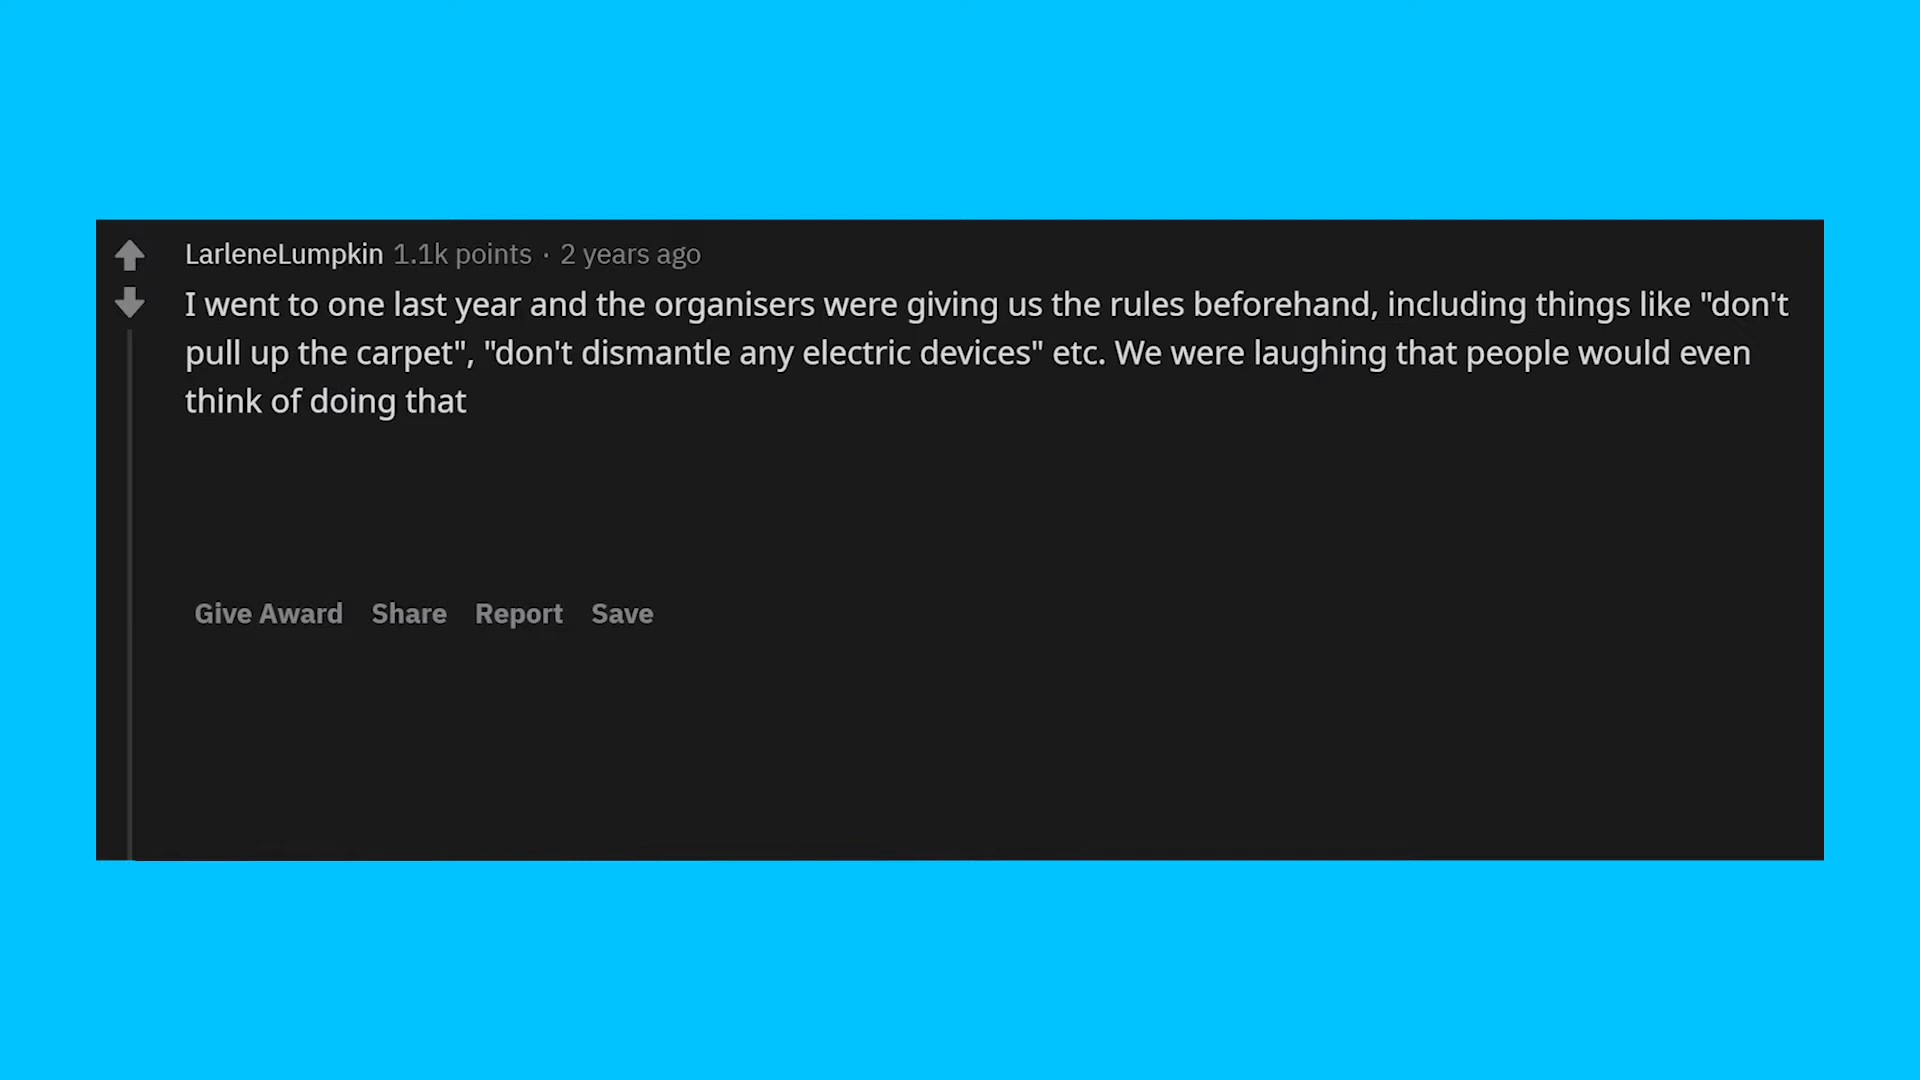 LarleneLumpkin 1.1k points · 2 years ago
I went to one last year and the organisers were giving us the rules beforehand, including things like "don't
pull up the carpet", "don't dismantle any electric devices" etc. We were laughing that people would even
think of doing that
Give Award Share Report Save